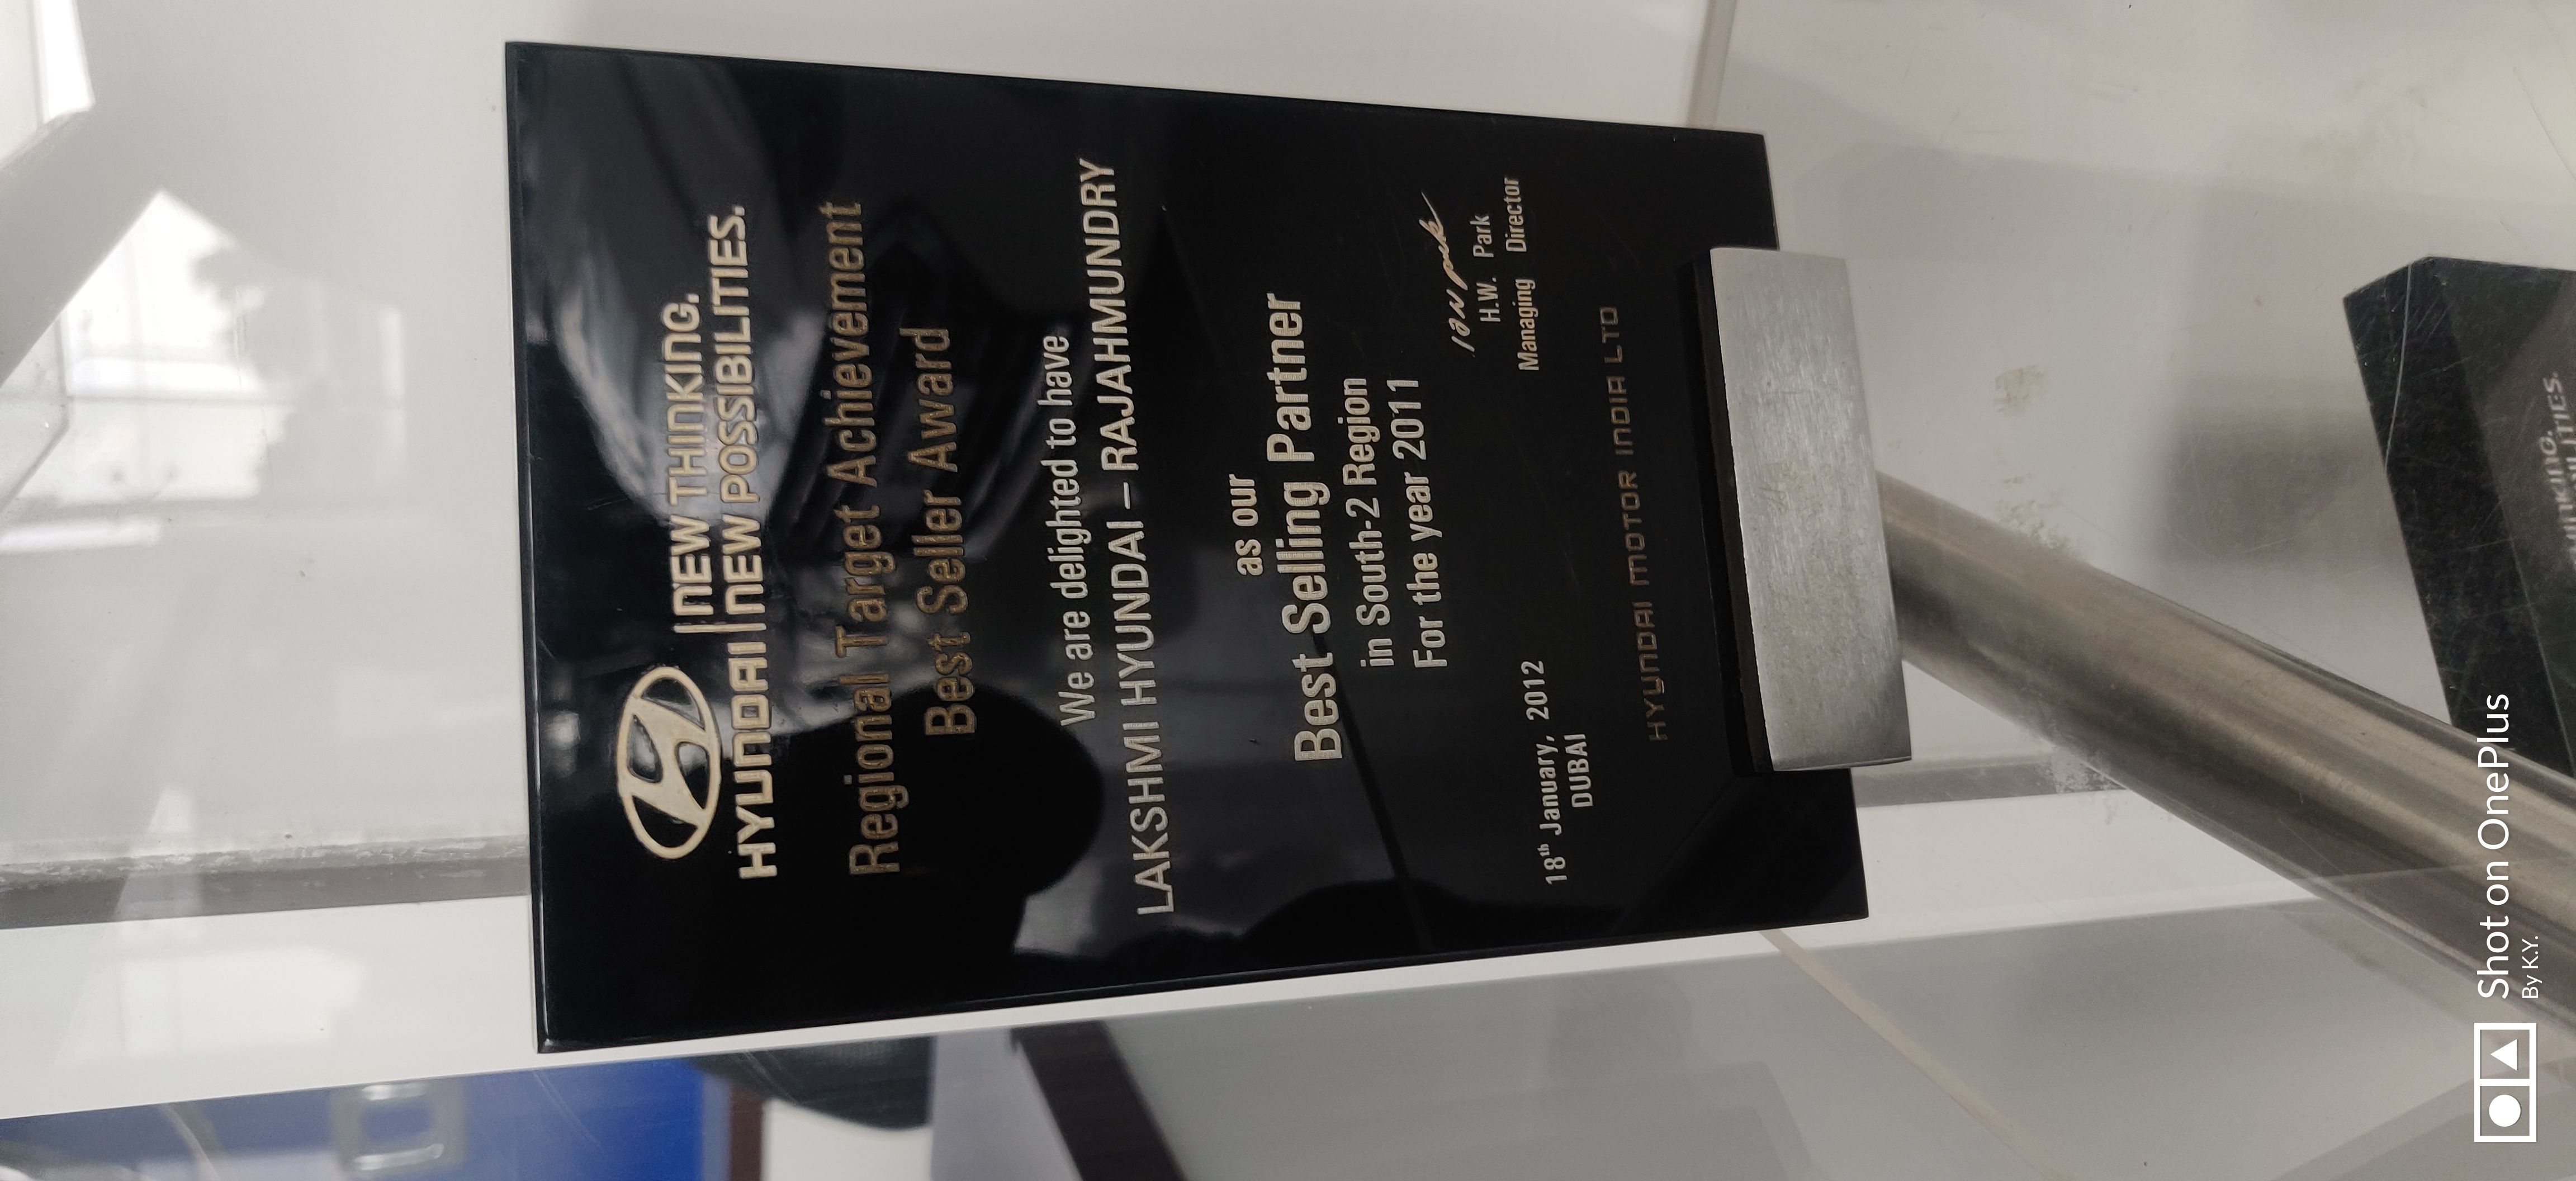 HYUNDAI
NEW THINKING.
NEW POSSIBILITIES.
Regional Target Achievement
Best Seller Award
We are delighted to have
LAKSHMI HYUNDAI – RAJAHMUNDRY
as our
Best Selling Partner
in South-2 Region
For the year 2011
H.W. Park
Managing Director
18th January, 2012
DUBAI
HYUNDAI MOTOR INDIA LTD
Shot on OnePlus
By K.Y.